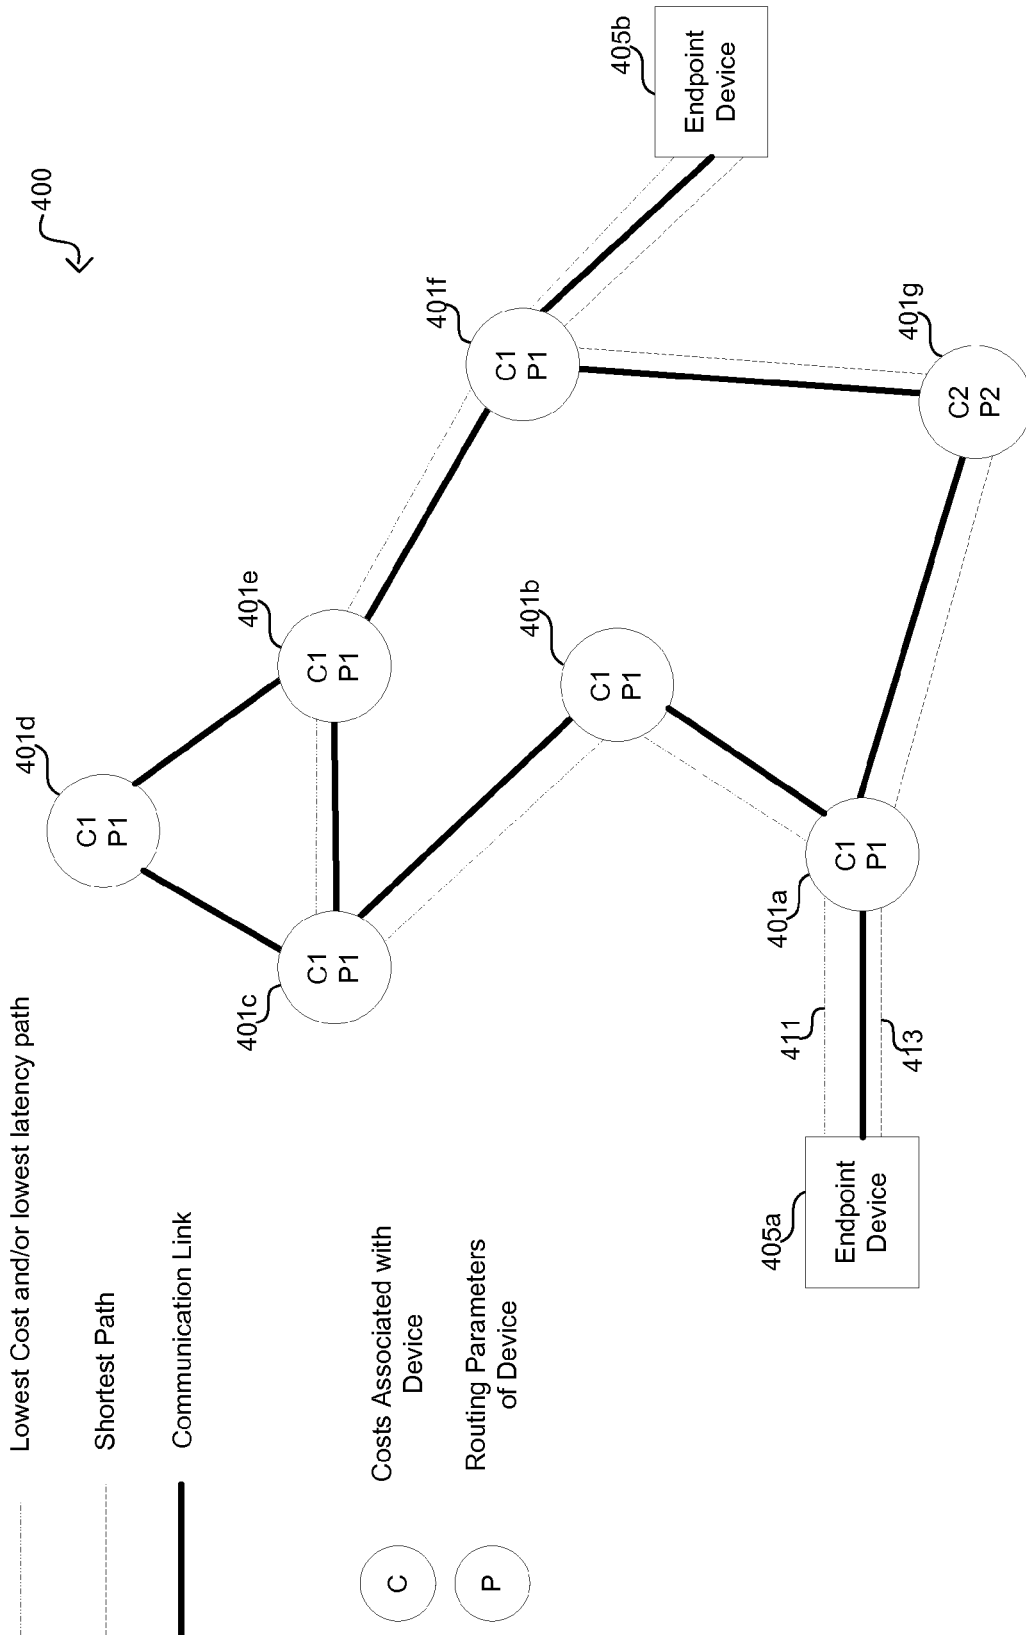 400
405b
Endpoint
Device
401f
C1
P1
401g
C2
P2
401e
C1
P1
401b
C1
P1
401d
C1
P1
401c
C1
P1
401a
C1
P1
411
413
405a
Endpoint
Device
Lowest Cost and/or lowest latency path
Shortest Path
Communication Link
C
Costs Associated with
Device
P
Routing Parameters
of Device